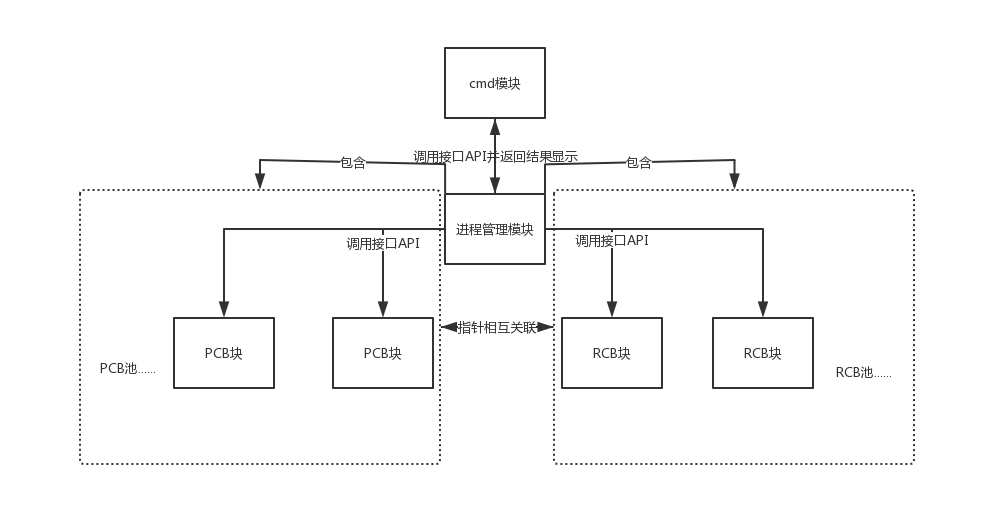 cmd模块
调用接口API并返回结果显示
包含
包含
进程管理模块
调用接口API
调用接口API
指针相互关联
PCB块
PCB块
RCB块
RCB块
PCB池......
RCB池......